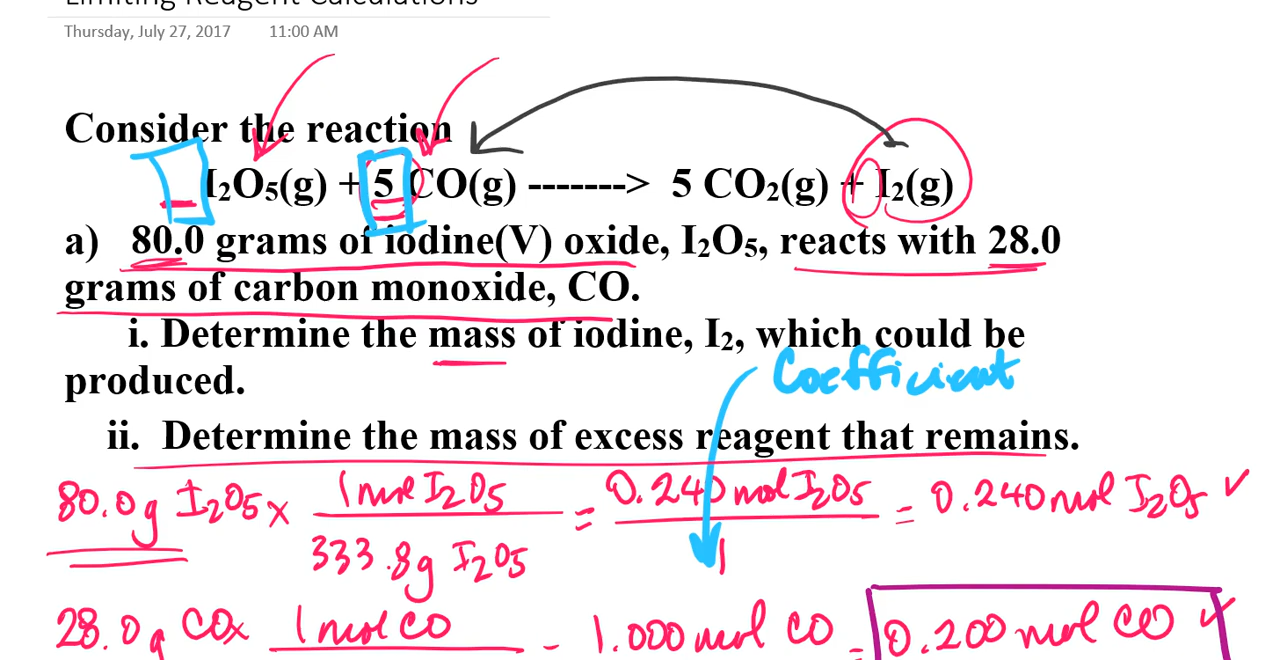 Limiting Reagent Calculations
Thursday, July 27, 2017 11:00 AM
Consider the reaction
I₂O₅(g) + 5 CO(g) -------> 5 CO₂(g) + I₂(g)
a) 80.0 grams of iodine(V) oxide, I₂O₅, reacts with 28.0
grams of carbon monoxide, CO.
i. Determine the mass of iodine, I₂, which could be
produced.
Coefficient
ii. Determine the mass of excess reagent that remains.
80.0g I₂O₅ x 1 mol I₂O₅ = 0.240 mol I₂O₅ = 0.240 mol I₂O₅ ✓
333.8g I₂O₅ 1
28.0g CO x 1 mol CO = 1.000 mol CO = 0.200 mol CO ✓